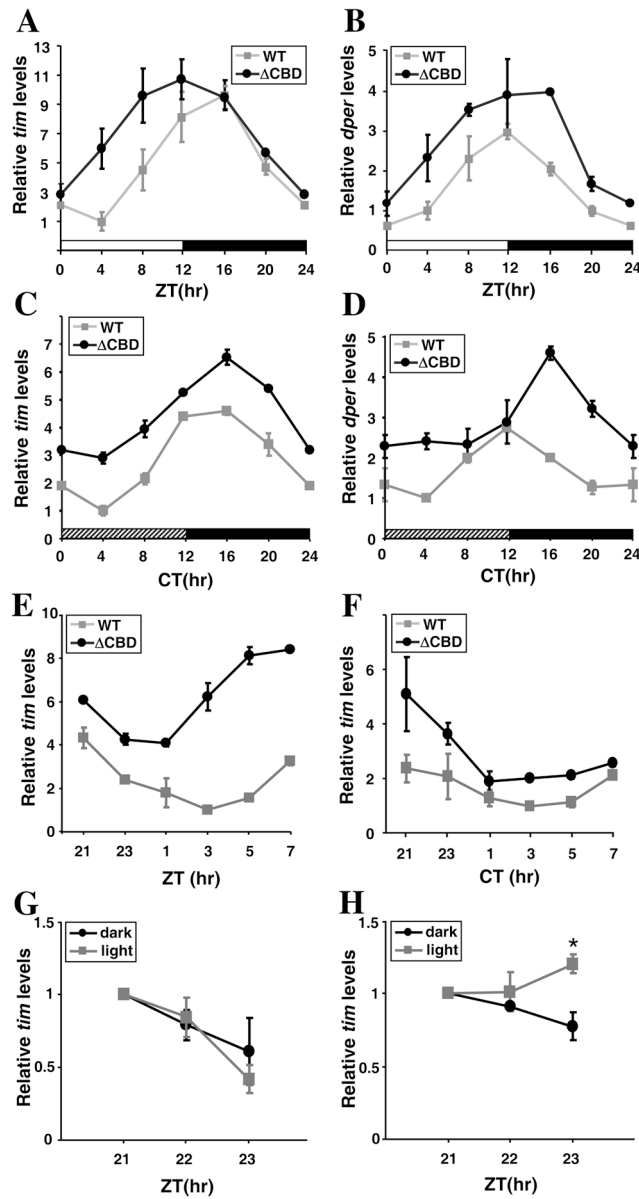 A
WT
ΔCBD
Relative tim levels
13
11
9
7
5
3
1
0 4 8 12 16 20 24
ZT(hr)
B
WT
ΔCBD
Relative dper levels
5
4
3
2
1
0
0 4 8 12 16 20 24
ZT(hr)
C
WT
ΔCBD
Relative tim levels
7
6
5
4
3
2
1
0 4 8 12 16 20 24
CT(hr)
D
WT
ΔCBD
Relative dper levels
5
4
3
2
1
0 4 8 12 16 20 24
CT(hr)
E
WT
ΔCBD
Relative tim levels
10
8
6
4
2
0
21 23 1 3 5 7
ZT (hr)
F
WT
ΔCBD
Relative tim levels
8
6
4
2
0
21 23 1 3 5 7
CT (hr)
G
dark
light
Relative tim levels
1.5
1
0.5
0
21 22 23
ZT(hr)
H
dark
light
*
Relative tim levels
1.5
1
0.5
0
21 22 23
ZT(hr)